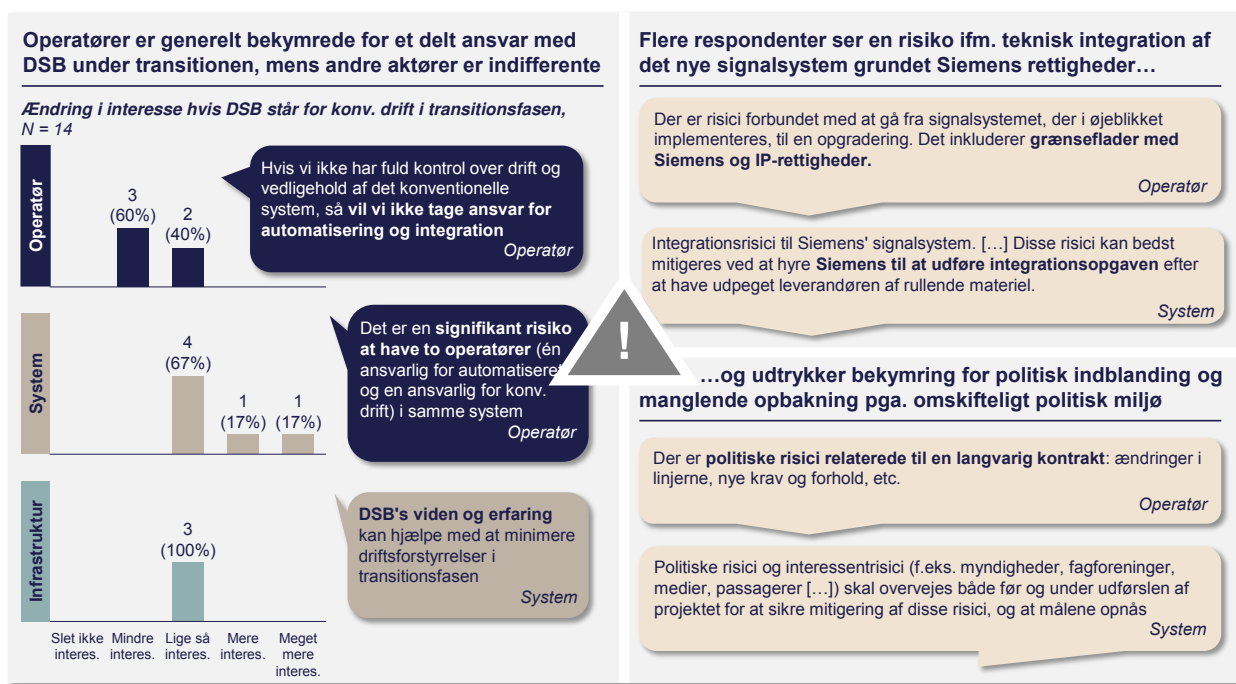 Operatører er generelt bekymrede for et delt ansvar med
DSB under transitionen, mens andre aktører er indifferente
Ændring i interesse hvis DSB står for konv. drift i transitionsfasen,
N = 14
Operatør
3
(60%)
2
(40%)
Hvis vi ikke har fuld kontrol over drift og
vedligehold af det konventionelle
system, så vil vi ikke tage ansvar for
automatisering og integration
Operatør
System
4
(67%)
1
(17%)
1
(17%)
Det er en signifikant risiko
at have to operatører (én
ansvarlig for automatiseret
og en ansvarlig for konv.
drift) i samme system
Operatør
Infrastruktur
3
(100%)
DSB's viden og erfaring
kan hjælpe med at minimere
driftsforstyrrelser i
transitionsfasen
System
Slet ikke
interes.
Mindre
interes.
Lige så
interes.
Mere
interes.
Meget
mere
interes.
!
Flere respondenter ser en risiko ifm. teknisk integration af
det nye signalsystem grundet Siemens rettigheder…
Der er risici forbundet med at gå fra signalsystemet, der i øjeblikket
implementeres, til en opgradering. Det inkluderer grænseflader med
Siemens og IP-rettigheder.
Operatør
Integrationsrisici til Siemens' signalsystem. […] Disse risici kan bedst
mitigeres ved at hyre Siemens til at udføre integrationsopgaven efter
at have udpeget leverandøren af rullende materiel.
System
…og udtrykker bekymring for politisk indblanding og
manglende opbakning pga. omskifteligt politisk miljø
Der er politiske risici relaterede til en langvarig kontrakt: ændringer i
linjerne, nye krav og forhold, etc.
Operatør
Politiske risici og interessentrisici (f.eks. myndigheder, fagforeninger,
medier, passagerer […]) skal overvejes både før og under udførslen af
projektet for at sikre mitigering af disse risici, og at målene opnås
System